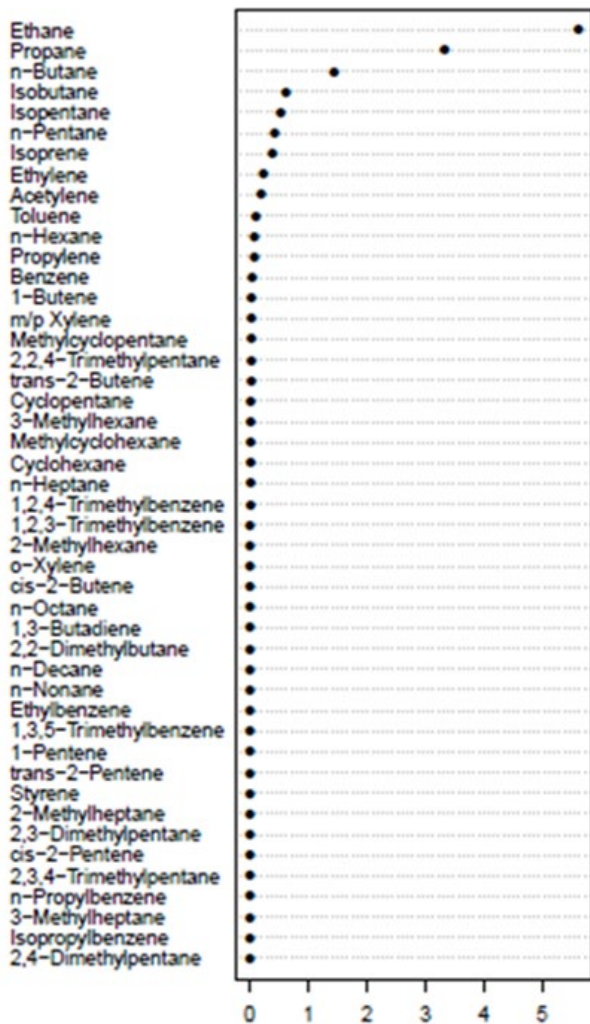 Ethane
Propane
n-Butane
Isobutane
Isopentane
n-Pentane
Isoprene
Ethylene
Acetylene
Toluene
n-Hexane
Propylene
Benzene
1-Butene
m/p Xylene
Methylcyclopentane
2,2,4-Trimethylpentane
trans-2-Butene
Cyclopentane
3-Methylhexane
Methylcyclohexane
Cyclohexane
n-Heptane
1,2,4-Trimethylbenzene
1,2,3-Trimethylbenzene
2-Methylhexane
o-Xylene
cis-2-Butene
n-Octane
1,3-Butadiene
2,2-Dimethylbutane
n-Decane
n-Nonane
Ethylbenzene
1,3,5-Trimethylbenzene
1-Pentene
trans-2-Pentene
Styrene
2-Methylheptane
2,3-Dimethylpentane
cis-2-Pentene
2,3,4-Trimethylpentane
n-Propylbenzene
3-Methylheptane
Isopropylbenzene
2,4-Dimethylpentane
0 1 2 3 4 5